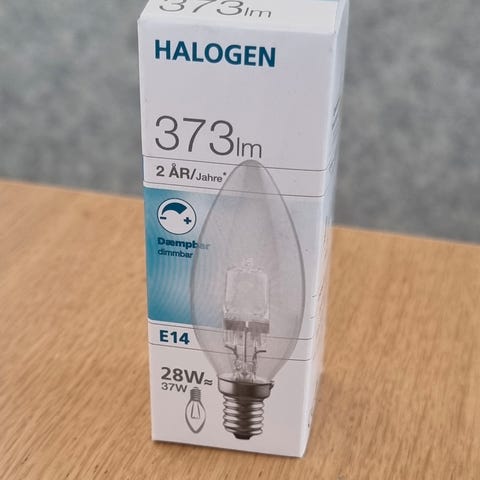 373lm
HALOGEN
373lm
2 ÅR/Jahre*
- +
Dæmpbar
dimmbar
E14
28W≈
37W